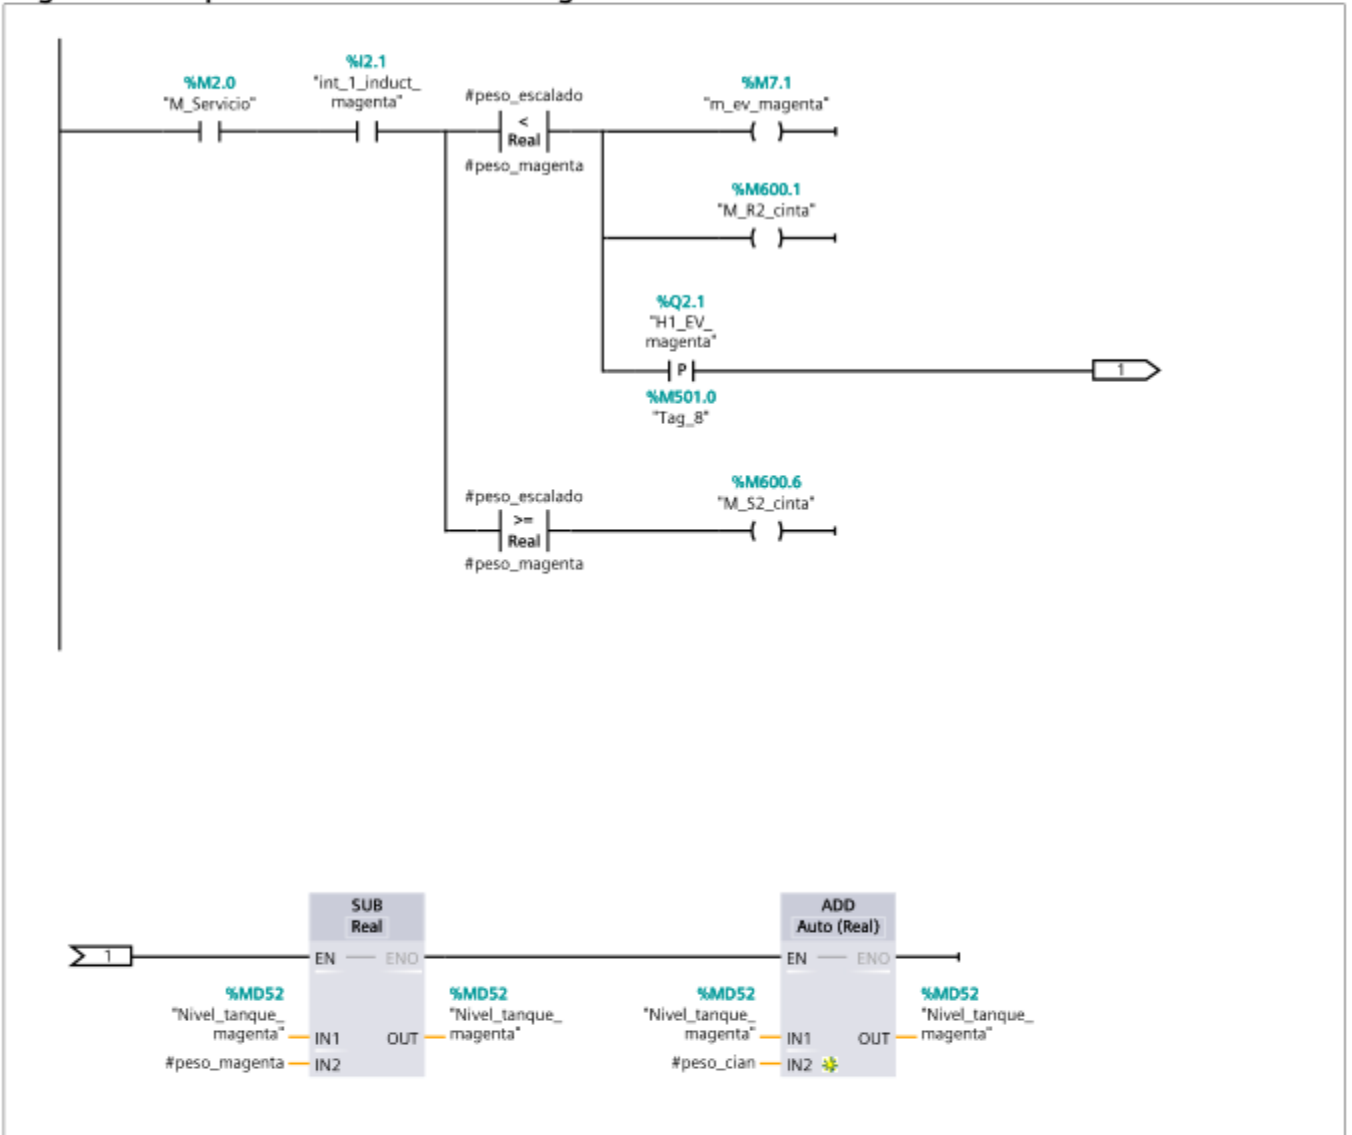 %M2.0
"M_Servicio"
%I2.1
"int_1_induct_
magenta"
#peso_escalado
<
Real
#peso_magenta
%M7.1
"m_ev_magenta"
%M600.1
"M_R2_cinta"
%Q2.1
"H1_EV_
magenta"
P
%M501.0
"Tag_8"
1
#peso_escalado
>=
Real
#peso_magenta
%M600.6
"M_S2_cinta"
1
SUB
Real
EN ENO
%MD52
"Nivel_tanque_
magenta"
IN1
#peso_magenta
IN2
OUT
%MD52
"Nivel_tanque_
magenta"
ADD
Auto (Real)
EN ENO
%MD52
"Nivel_tanque_
magenta"
IN1
#peso_cian
IN2
OUT
%MD52
"Nivel_tanque_
magenta"